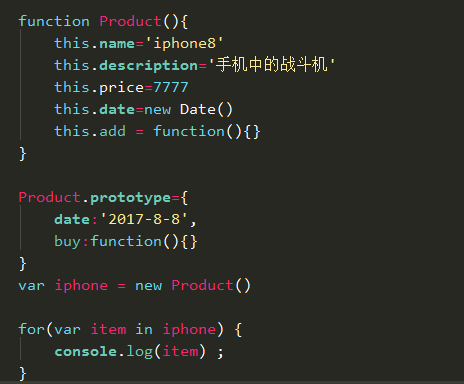 function Product(){
    this.name='iphone8'
    this.description='手机中的战斗机'
    this.price=7777
    this.date=new Date()
    this.add = function(){}
}
Product.prototype={
    date:'2017-8-8',
    buy:function(){}
}
var iphone = new Product()
for(var item in iphone) {
    console.log(item) ;
}